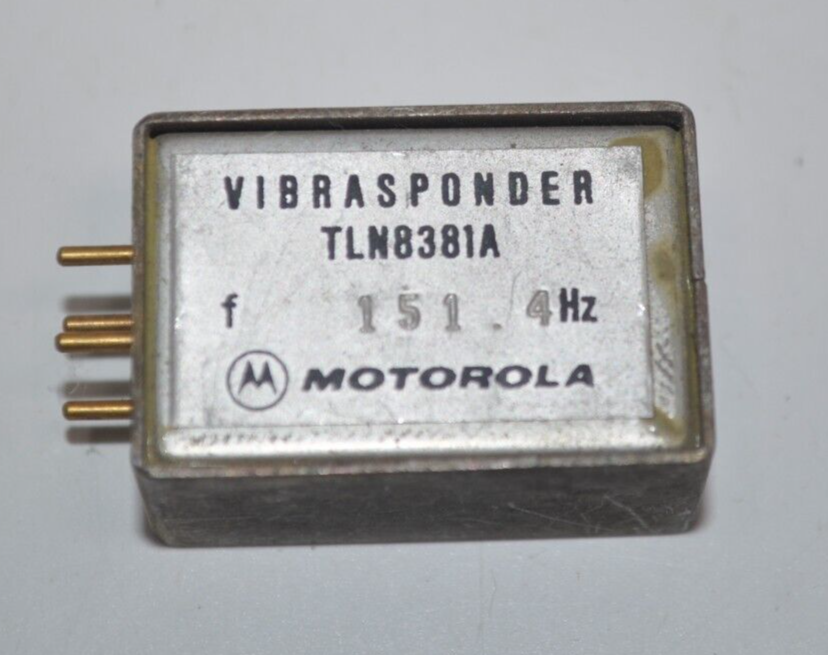 VIBRASPONDER
TLN8381A
f 151.4Hz
MOTOROLA